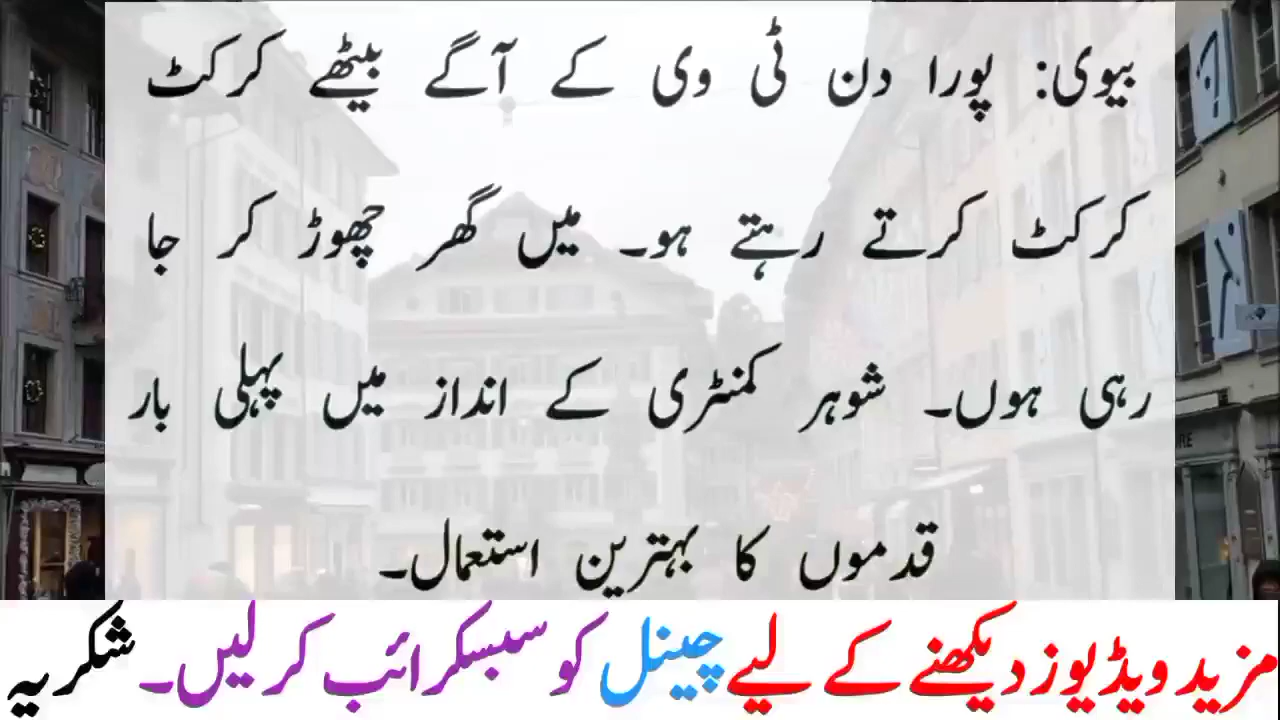 بیوی: پورا دن ٹی وی کے آگے بیٹھے کرکٹ
کرکٹ کرتے رہتے ہو۔ میں گھر چھوڑ کر جا
رہی ہوں۔ شوہر کمنٹری کے انداز میں پہلی بار
قدموں کا بہترین استعمال۔
مزید ویڈیوز دیکھنے کے لیے چینل کو سبسکرائب کرلیں۔ شکریہ